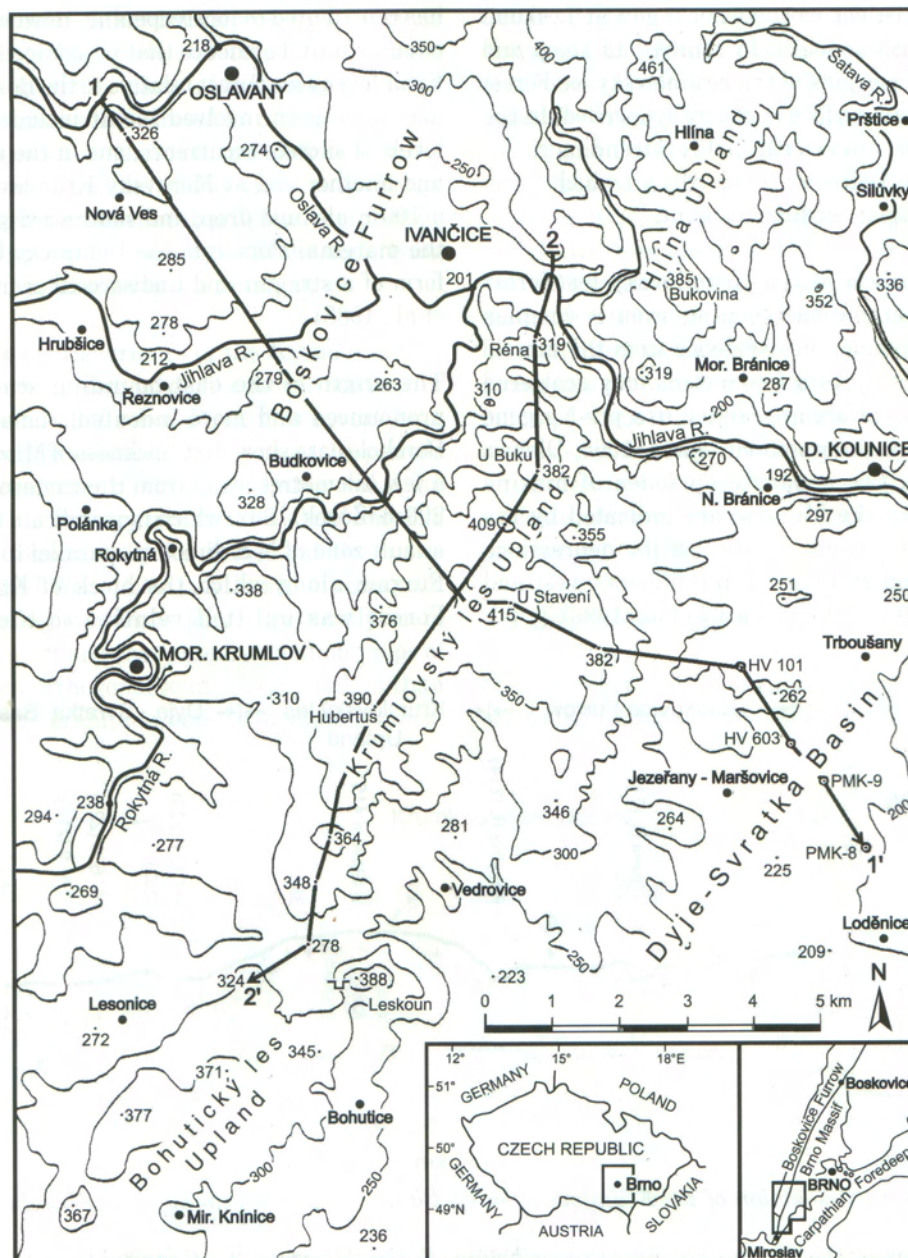 218
OSLAVANY
350
300
400
461
Šatava R.
Hlína
Prštice
326
274
250
Oslava R.
Nová Ves
Silůvky
IVANČICE
2
Boskovice Furrow
Hlína Upland
285
201
385
Bukovina
352
336
278
Hrubšice
212
Jihlava R.
Řeznovice
279
263
Réna
319
319
Mor. Bránice
287
340
200
Jihlava R.
U Buku
382
270
D. KOUNICE
192
N. Bránice
297
Budkovice
328
Polánka
Rokytná
409
355
338
376
U Stavení
415
251
250
382
Trboušany
MOR. KRUMLOV
HV 101
310
390
350
262
Hubertus
Krumlovský les Upland
HV 603
Jezeřany - Maršovice
PMK-9
Rokytná R.
238
294
346
200
277
364
281
264
300
PMK-8
1'
225
Dyje-Svratka Basin
269
348
Vedrovice
Loděnice
278
250
209
324
2'
388
223
N
Leskoun
Lesonice
272
0 1 2 3 4 5 km
345
371
377
Bohutický les
Upland
Bohutice
300
250
367
Mir. Knínice
236
12° 15° 18°E
51°
50°
49°N
GERMANY
POLAND
CZECH REPUBLIC
Brno
GERMANY
AUSTRIA
SLOVAKIA
Boskovice
Boskovice Furrow
Brno Massif
BRNO
Carpathian Foredeep
Miroslav